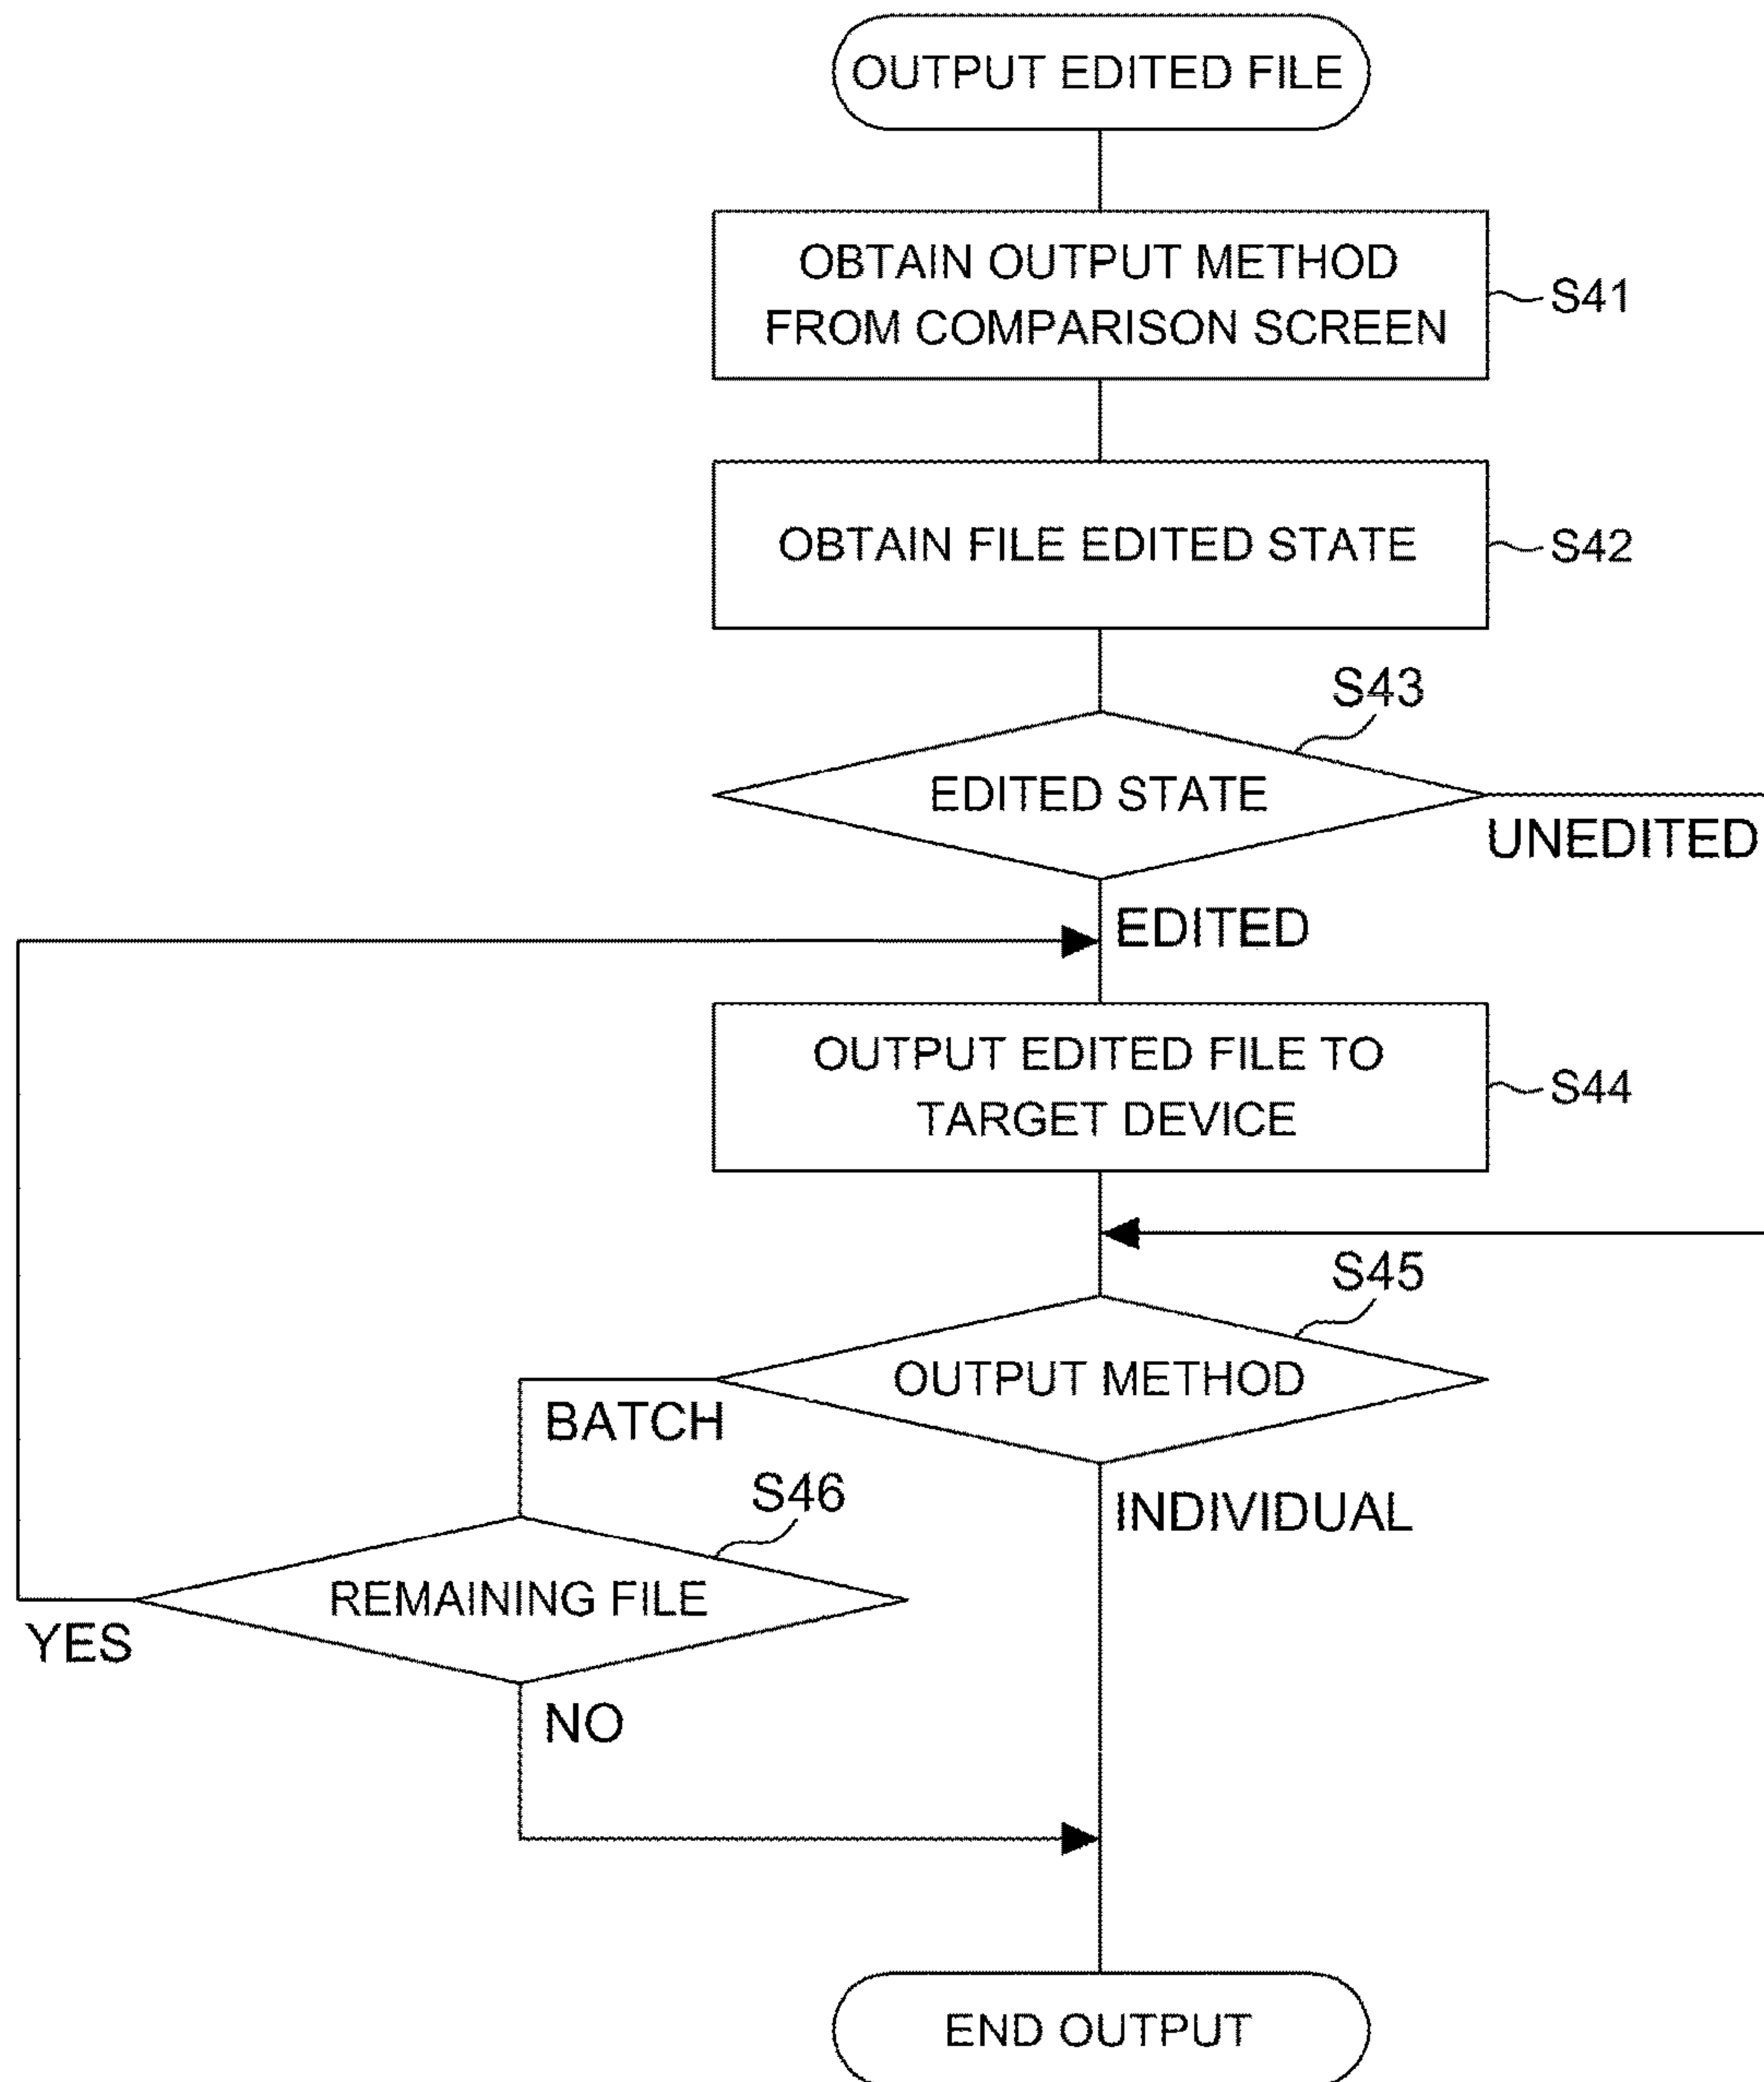 OUTPUT EDITED FILE
OBTAIN OUTPUT METHOD
FROM COMPARISON SCREEN
S41
OBTAIN FILE EDITED STATE
S42
S43
EDITED STATE
UNEDITED
EDITED
OUTPUT EDITED FILE TO
TARGET DEVICE
S44
S45
OUTPUT METHOD
BATCH
INDIVIDUAL
S46
REMAINING FILE
YES
NO
END OUTPUT